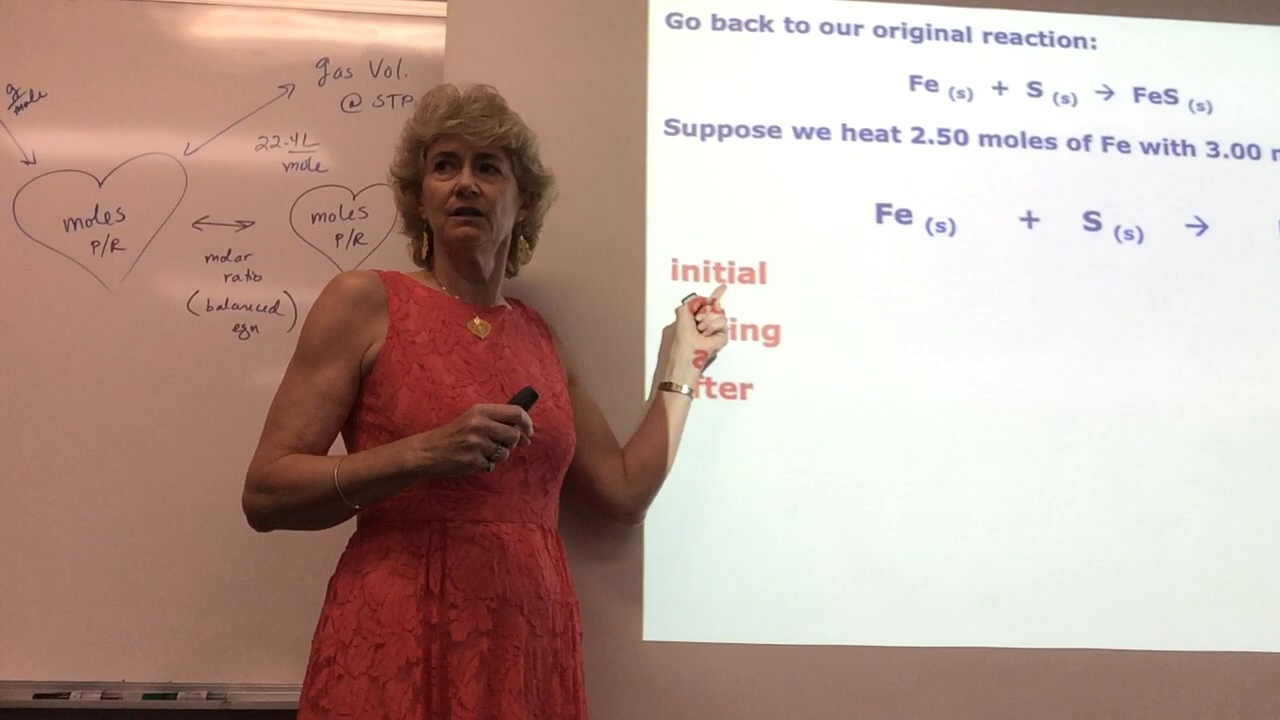 g/mole
gas Vol.
@ STP
22.4L
mole
moles
P/R
molar
ratio
(balanced
eqn)
moles
P/R
Go back to our original reaction:
Fe (s) + S (s) → FeS (s)
Suppose we heat 2.50 moles of Fe with 3.00
Fe (s) + S (s) →
initial
after